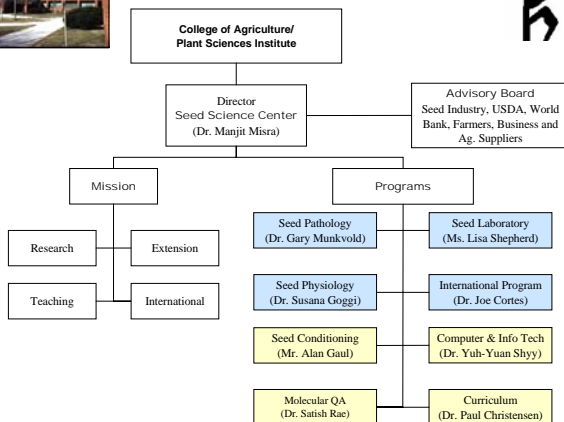 College of Agriculture/
Plant Sciences Institute
Director
Seed Science Center
(Dr. Manjit Misra)
Advisory Board
Seed Industry, USDA, World
Bank, Farmers, Business and
Ag. Suppliers
Mission
Programs
Research
Extension
Teaching
International
Seed Pathology
(Dr. Gary Munkvold)
Seed Laboratory
(Ms. Lisa Shepherd)
Seed Physiology
(Dr. Susana Goggi)
International Program
(Dr. Joe Cortes)
Seed Conditioning
(Mr. Alan Gaul)
Computer & Info Tech
(Dr. Yuh-Yuan Shyy)
Molecular QA
(Dr. Satish Rae)
Curriculum
(Dr. Paul Christensen)